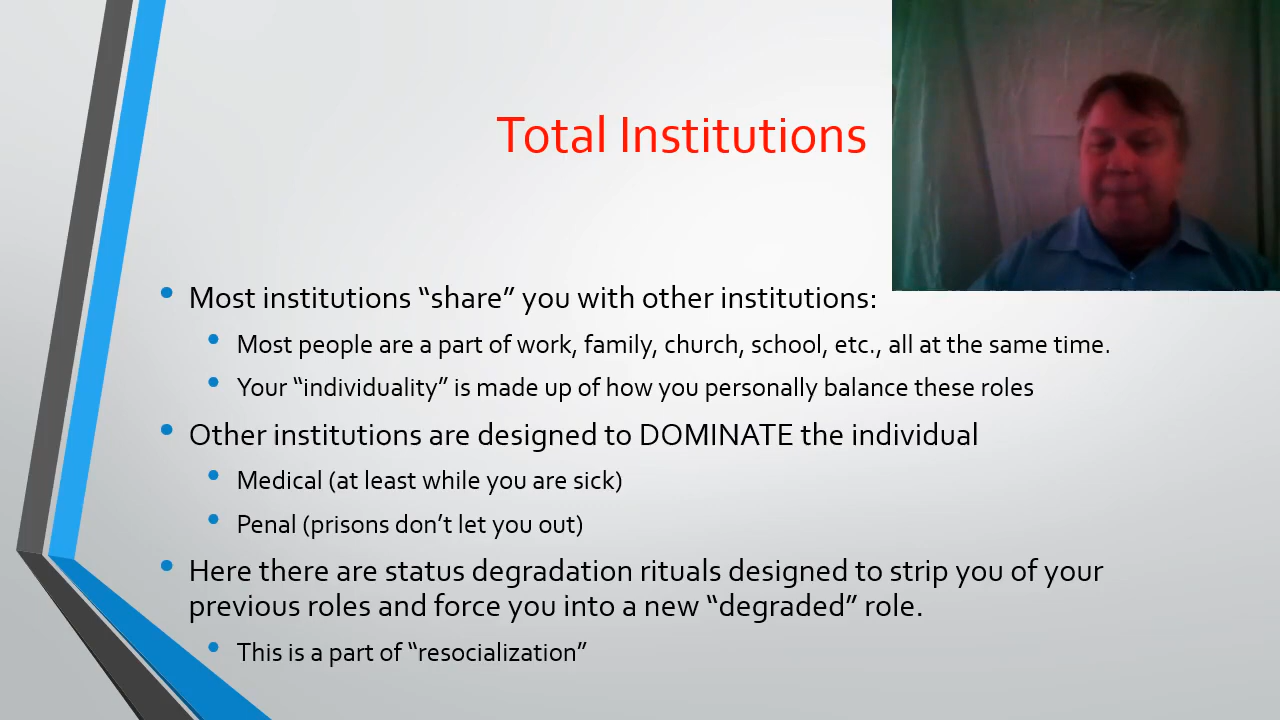 Total Institutions
• Most institutions “share” you with other institutions:
• Most people are a part of work, family, church, school, etc., all at the same time.
• Your “individuality” is made up of how you personally balance these roles
• Other institutions are designed to DOMINATE the individual
• Medical (at least while you are sick)
• Penal (prisons don’t let you out)
• Here there are status degradation rituals designed to strip you of your
previous roles and force you into a new “degraded” role.
• This is a part of “resocialization”